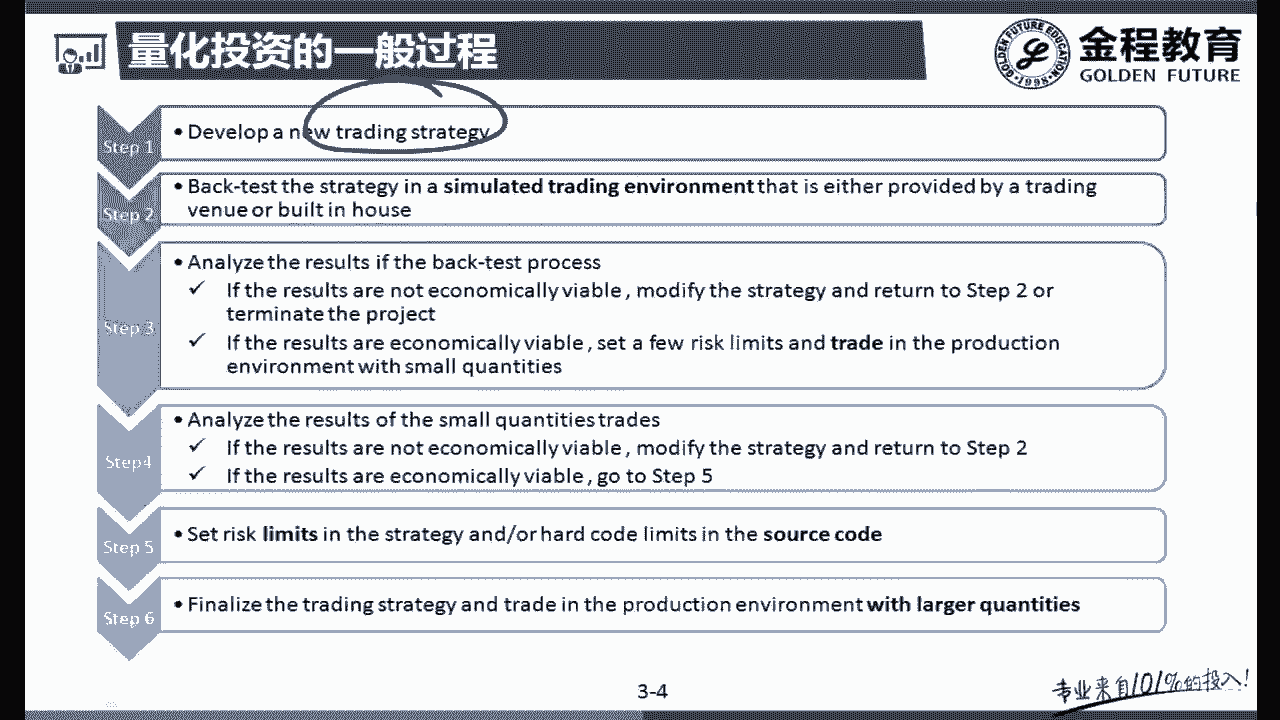 量化投资的一般过程
GOLDEN FUTURE EDUCATION
1998
金程教育
GOLDEN FUTURE
Step 1
• Develop a new trading strategy
Step 2
• Back-test the strategy in a simulated trading environment that is either provided by a trading
venue or built in house
Step 3
• Analyze the results if the back-test process
✓ If the results are not economically viable , modify the strategy and return to Step 2 or
terminate the project
✓ If the results are economically viable , set a few risk limits and trade in the production
environment with small quantities
Step4
• Analyze the results of the small quantities trades
✓ If the results are not economically viable , modify the strategy and return to Step 2
✓ If the results are economically viable , go to Step 5
Step 5
• Set risk limits in the strategy and/or hard code limits in the source code
Step 6
• Finalize the trading strategy and trade in the production environment with larger quantities
3-4
专业来自101%的投入!